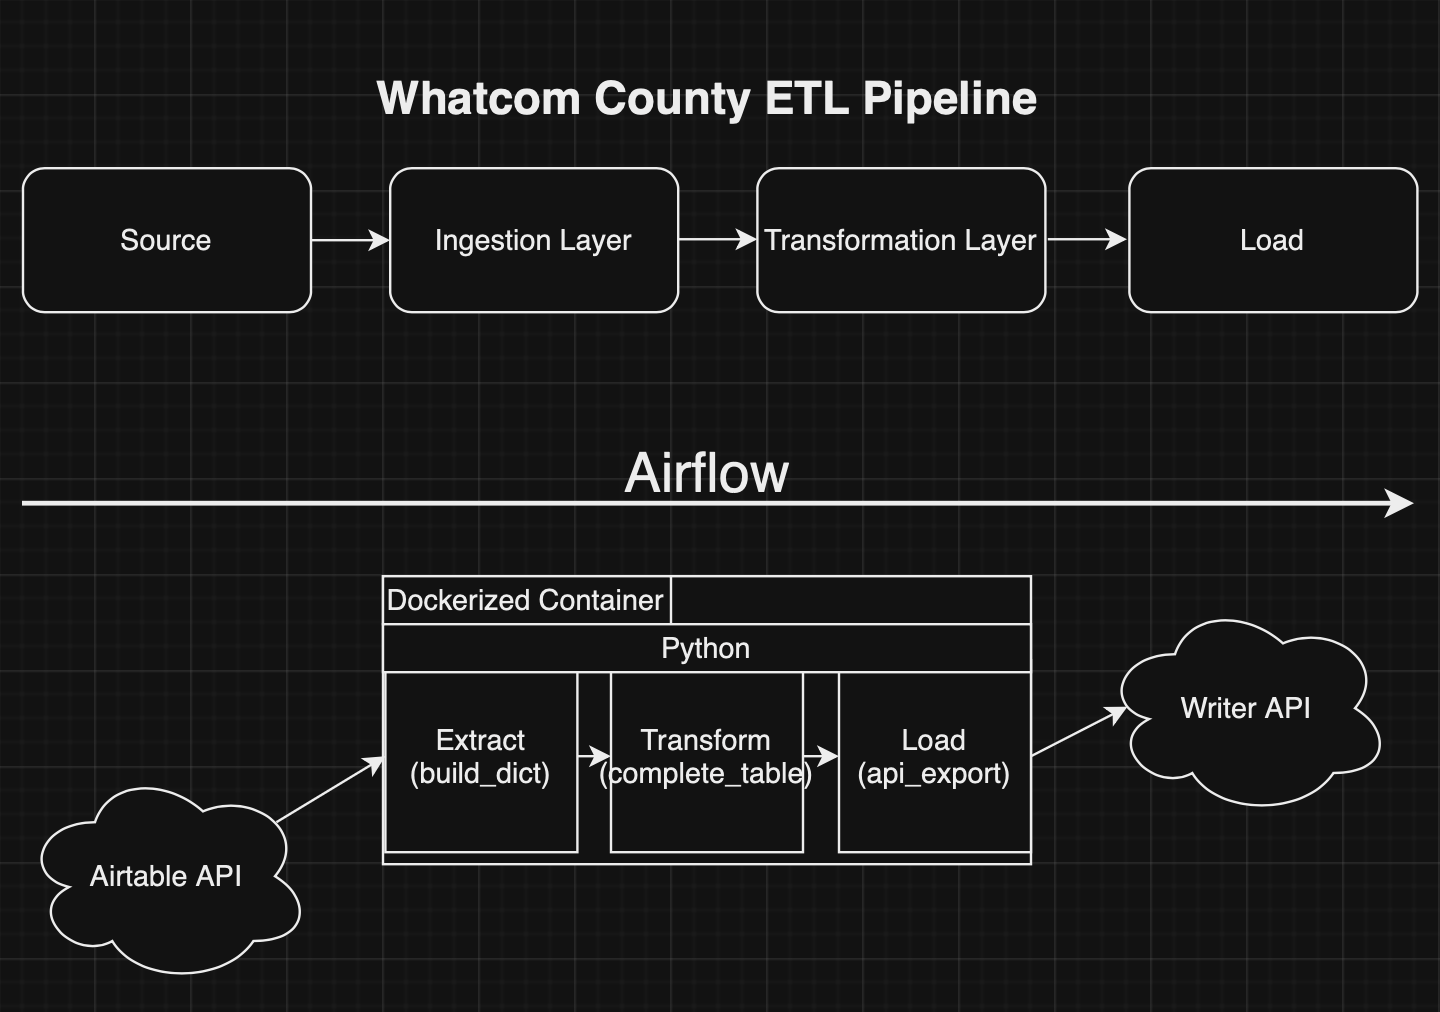 Whatcom County ETL Pipeline
Source
Ingestion Layer
Transformation Layer
Load
Airflow
Dockerized Container
Python
Extract
(build_dict)
Transform
(complete_table)
Load
(api_export)
Writer API
Airtable API